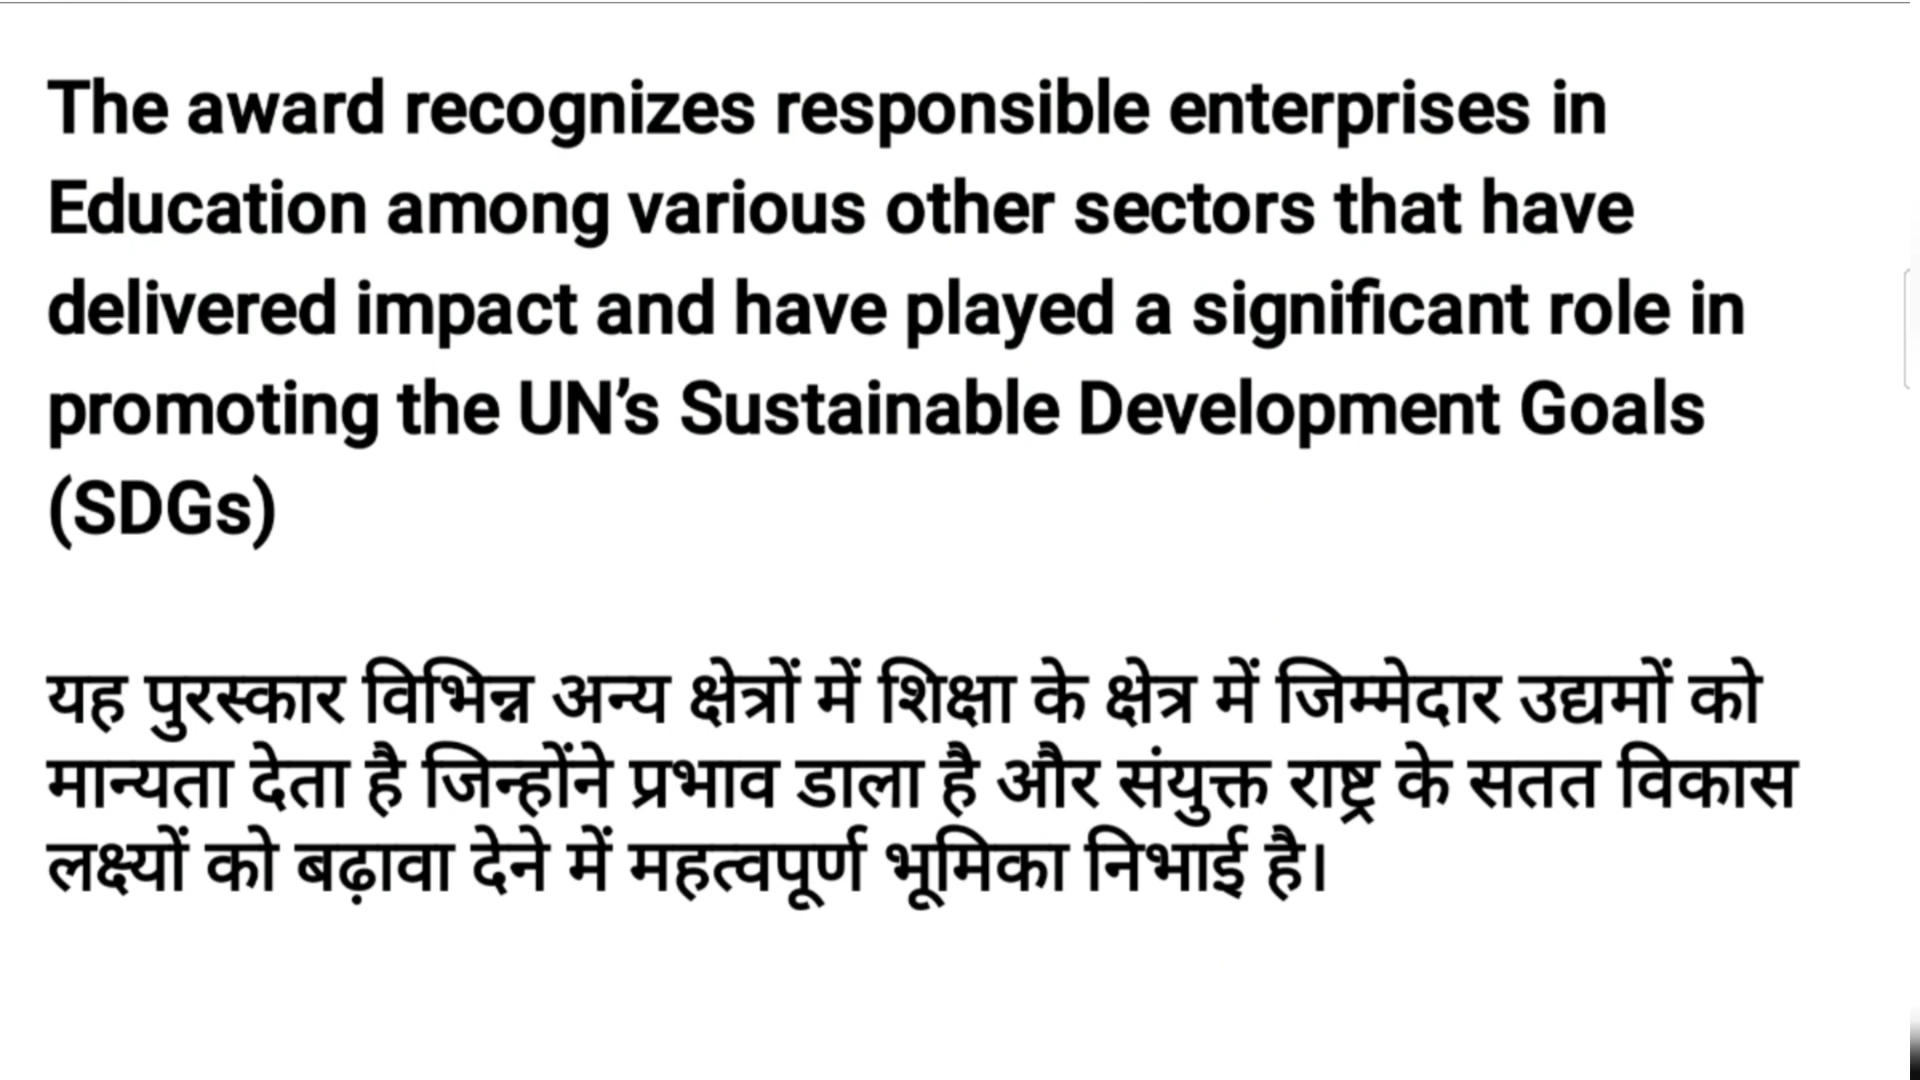 The award recognizes responsible enterprises in
Education among various other sectors that have
delivered impact and have played a significant role in
promoting the UN’s Sustainable Development Goals
(SDGs)
यह पुरस्कार विभिन्न अन्य क्षेत्रों में शिक्षा के क्षेत्र में जिम्मेदार उद्यमों को
मान्यता देता है जिन्होंने प्रभाव डाला है और संयुक्त राष्ट्र के सतत विकास
लक्ष्यों को बढ़ावा देने में महत्वपूर्ण भूमिका निभाई है।